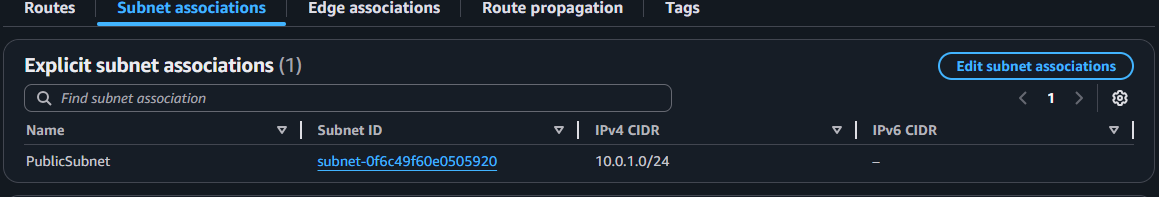 Routes Subnet associations Edge associations Route propagation Tags
Explicit subnet associations (1) Edit subnet associations
Find subnet association 1
Name Subnet ID IPv4 CIDR IPv6 CIDR
PublicSubnet subnet-0f6c49f60e0505920 10.0.1.0/24 –